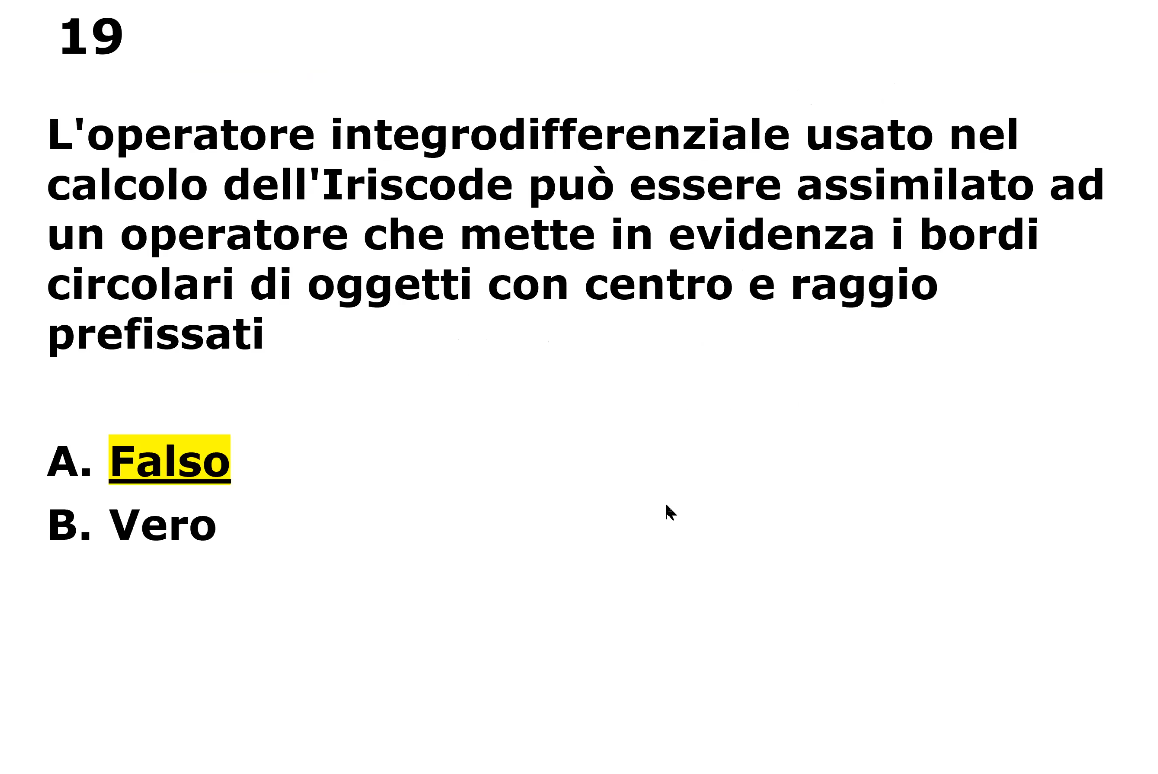 19
L'operatore integrodifferenziale usato nel
calcolo dell'Iriscode può essere assimilato ad
un operatore che mette in evidenza i bordi
circolari di oggetti con centro e raggio
prefissati
A. Falso
B. Vero